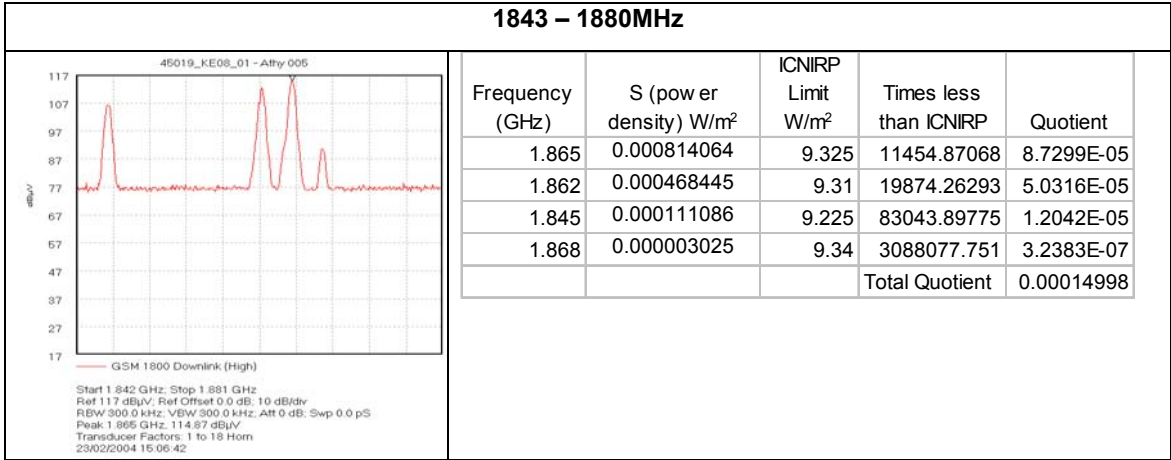 1843 – 1880MHz
45019_KE08_01 - Athy 005
117
107
97
87
77
67
57
47
37
27
17
dBµV
GSM 1800 Downlink (High)
Start 1.842 GHz; Stop 1.881 GHz
Ref 117 dBµV; Ref Offset 0.0 dB; 10 dB/div
RBW 300.0 kHz; VBW 300.0 kHz; Att 0 dB; Swp 0.0 pS
Peak 1.865 GHz, 114.87 dBµV
Transducer Factors: 1 to 18 Horn
23/02/2004 15:06:42
Frequency (GHz) S (pow er density) W/m² ICNIRP Limit W/m² Times less than ICNIRP Quotient
1.865 0.000814064 9.325 11454.87068 8.7299E-05
1.862 0.000468445 9.31 19874.26293 5.0316E-05
1.845 0.000111086 9.225 83043.89775 1.2042E-05
1.868 0.000003025 9.34 3088077.751 3.2383E-07
Total Quotient 0.00014998